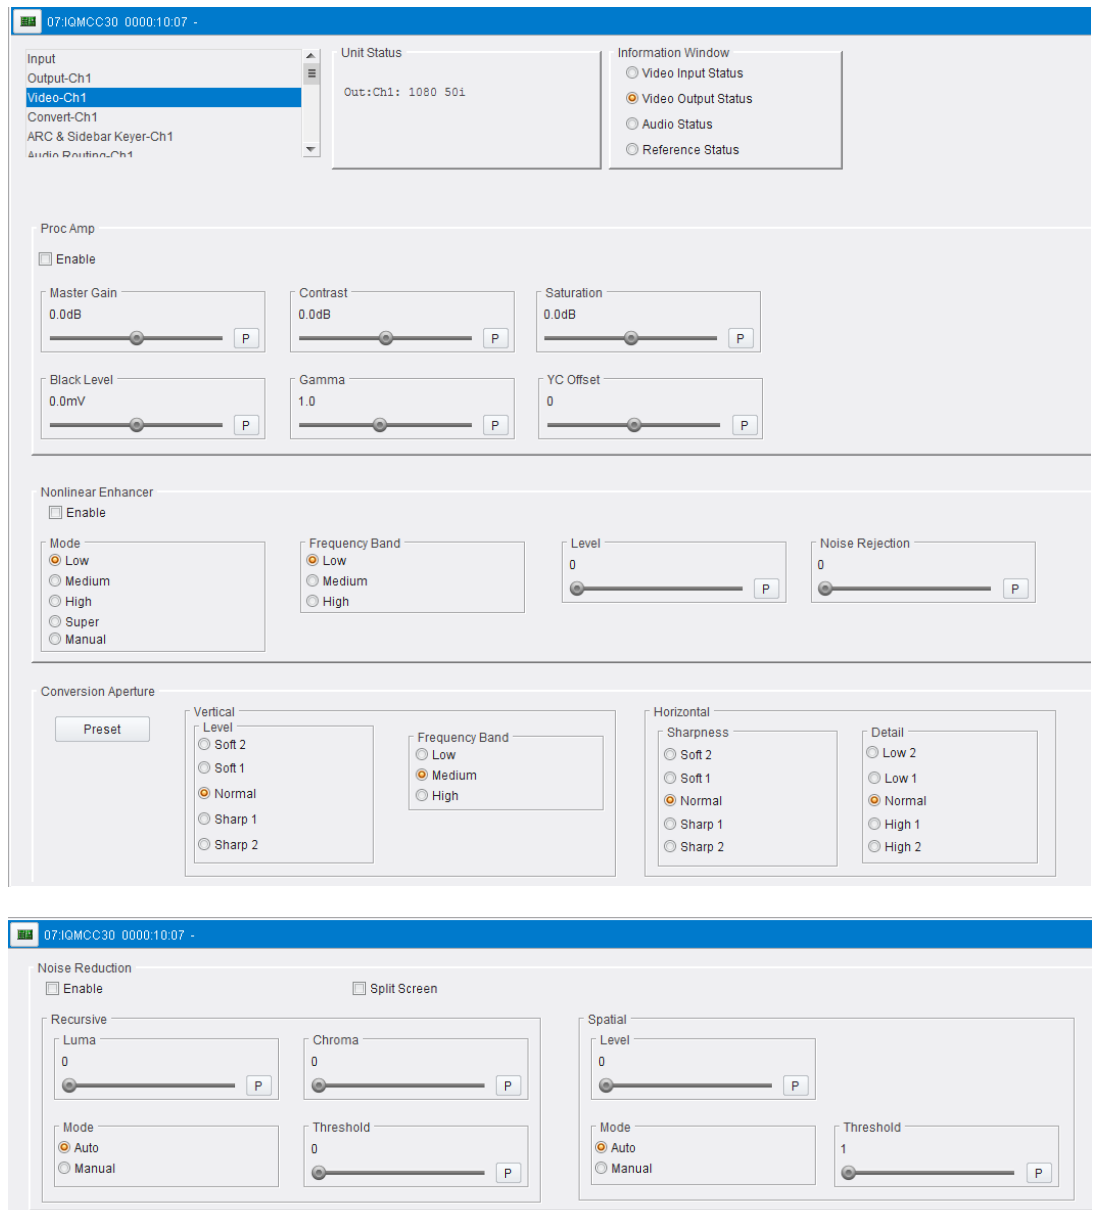 07:IQMCC30 0000:10:07 -
Input
Output-Ch1
Video-Ch1
Convert-Ch1
ARC & Sidebar Keyer-Ch1
Audio Routing-Ch1
Unit Status
Out:Ch1: 1080 50i
Information Window
Video Input Status
Video Output Status
Audio Status
Reference Status
Proc Amp
Enable
Master Gain
0.0dB
P
Contrast
0.0dB
P
Saturation
0.0dB
P
Black Level
0.0mV
P
Gamma
1.0
P
YC Offset
0
P
Nonlinear Enhancer
Enable
Mode
Low
Medium
High
Super
Manual
Frequency Band
Low
Medium
High
Level
0
P
Noise Rejection
0
P
Conversion Aperture
Preset
Vertical
Level
Soft 2
Soft 1
Normal
Sharp 1
Sharp 2
Frequency Band
Low
Medium
High
Horizontal
Sharpness
Soft 2
Soft 1
Normal
Sharp 1
Sharp 2
Detail
Low 2
Low 1
Normal
High 1
High 2
07:IQMCC30 0000:10:07 -
Noise Reduction
Enable
Split Screen
Recursive
Luma
0
P
Chroma
0
P
Mode
Auto
Manual
Threshold
0
P
Spatial
Level
0
P
Mode
Auto
Manual
Threshold
1
P